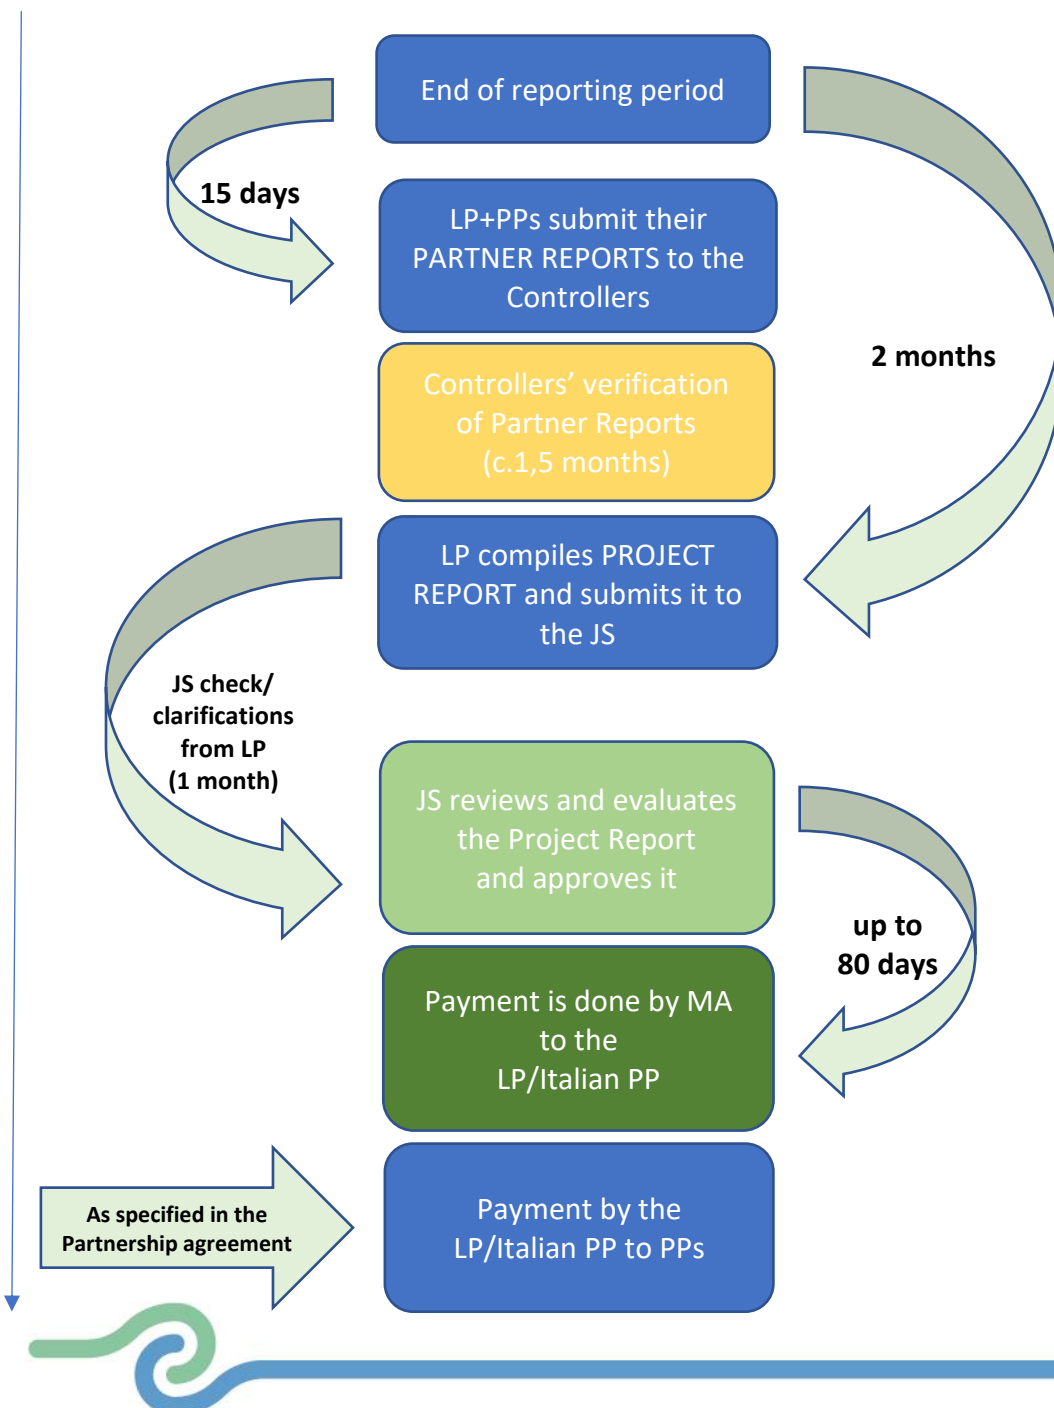 End of reporting period
15 days
LP+PPs submit their
PARTNER REPORTS to the
Controllers
2 months
Controllers’ verification
of Partner Reports
(c.1,5 months)
LP compiles PROJECT
REPORT and submits it to
the JS
JS check/
clarifications
from LP
(1 month)
JS reviews and evaluates
the Project Report
and approves it
up to
80 days
Payment is done by MA
to the
LP/Italian PP
As specified in the
Partnership agreement
Payment by the
LP/Italian PP to PPs